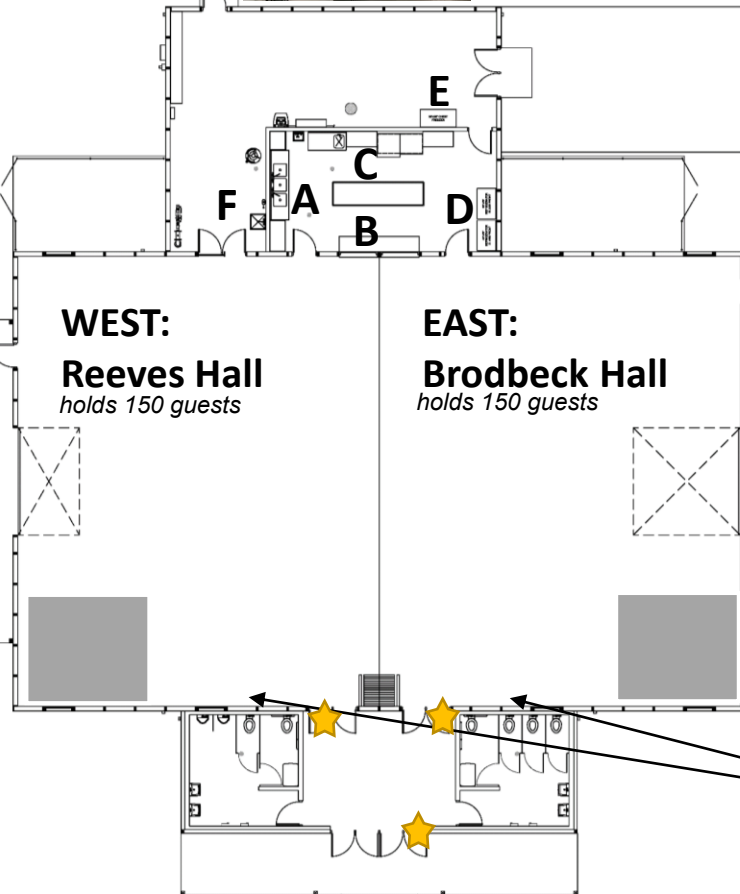 E
C
F
A
D
B
WEST:
Reeves Hall
holds 150 guests
EAST:
Brodbeck Hall
holds 150 guests